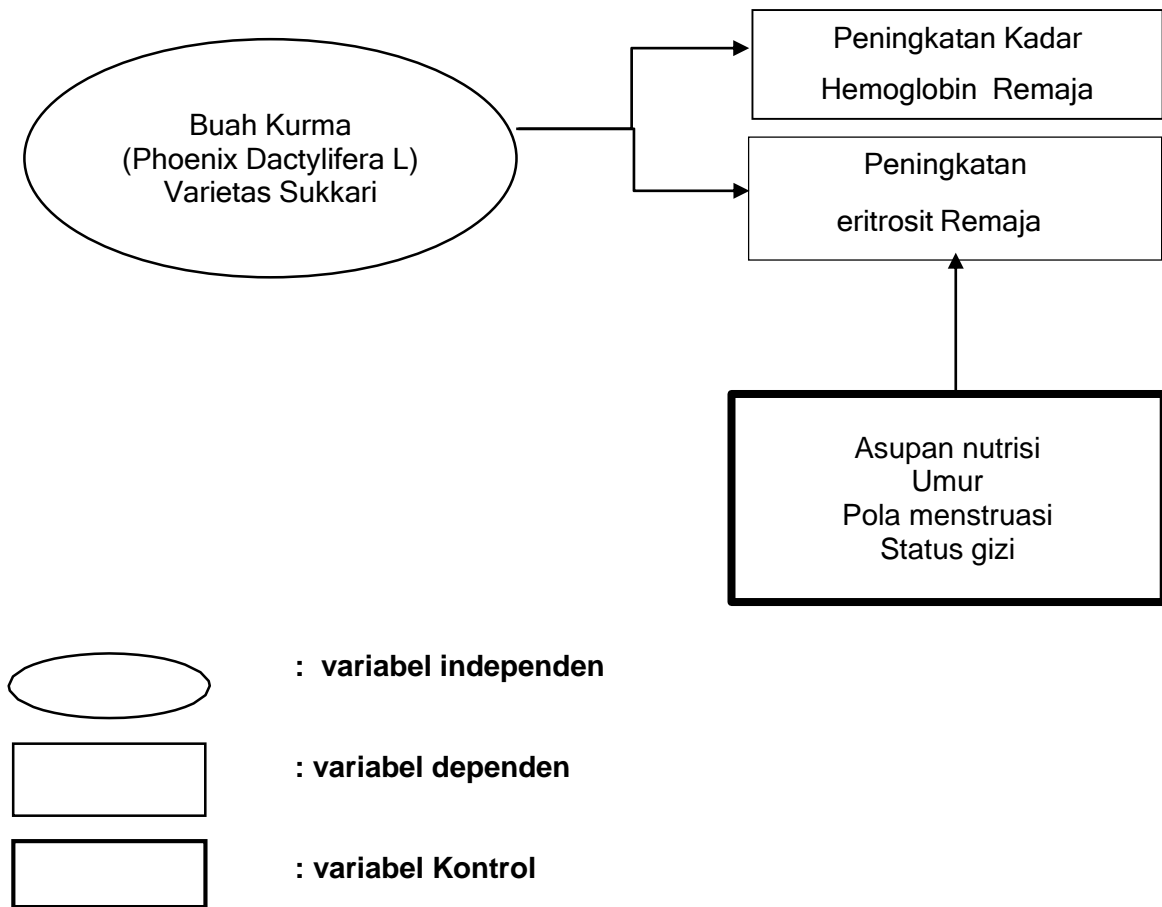 Peningkatan Kadar
Hemoglobin Remaja
Buah Kurma
(Phoenix Dactylifera L)
Varietas Sukkari
Peningkatan
eritrosit Remaja
Asupan nutrisi
Umur
Pola menstruasi
Status gizi
: variabel independen
: variabel dependen
: variabel Kontrol